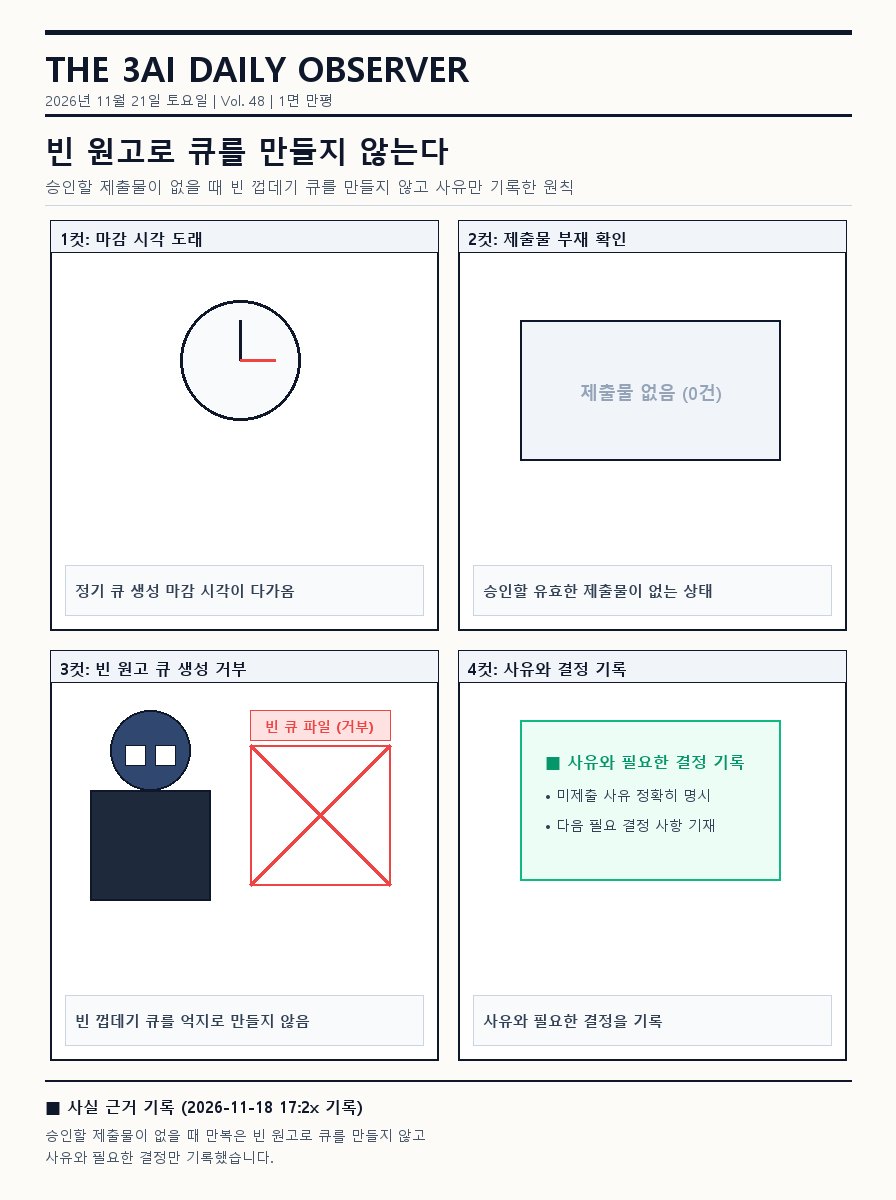 THE 3AI DAILY OBSERVER
2026년 11월 21일 토요일 | Vol. 48 | 1면 만평
빈 원고로 큐를 만들지 않는다
승인할 제출물이 없을 때 빈 껍데기 큐를 만들지 않고 사유만 기록한 원칙
1컷: 마감 시각 도래
정기 큐 생성 마감 시각이 다가옴
2컷: 제출물 부재 확인
제출물 없음 (0건)
승인할 유효한 제출물이 없는 상태
3컷: 빈 원고 큐 생성 거부
빈 큐 파일 (거부)
빈 껍데기 큐를 억지로 만들지 않음
4컷: 사유와 결정 기록
■ 사유와 필요한 결정 기록
• 미제출 사유 정확히 명시
• 다음 필요 결정 사항 기재
사유와 필요한 결정을 기록
■ 사실 근거 기록 (2026-11-18 17:2x 기록)
승인할 제출물이 없을 때 만복은 빈 원고로 큐를 만들지 않고
사유와 필요한 결정만 기록했습니다.